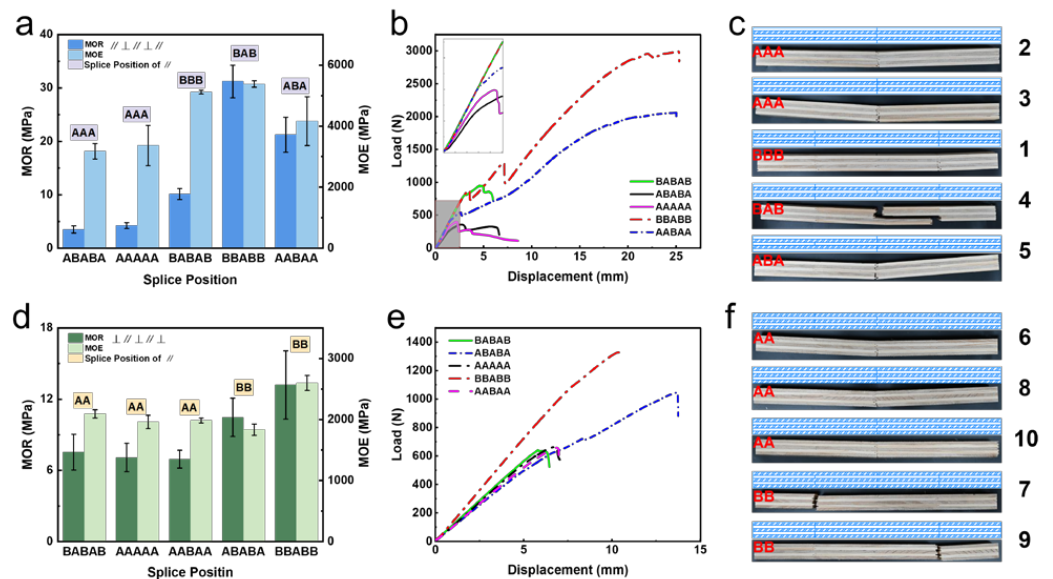 a
MOR (MPa)
40
30
20
10
0
MOR // ⊥ // ⊥ //
MOE
Splice Position of //
AAA
AAA
BBB
BAB
ABA
6000
4000
2000
0
MOE (MPa)
ABABA AAAAA BABAB BBABB AABAA
Splice Position
b
Load (N)
3000
2500
2000
1500
1000
500
0
BABAB
ABABA
AAAAA
BBABB
AABAA
0 5 10 15 20 25 30
Displacement (mm)
c
AAA 2
AAA 3
BBB 1
BAB 4
ABA 5
d
MOR (MPa)
18
12
6
0
MOR ⊥ // ⊥ // ⊥
MOE
Splice Position of //
AA
AA
AA
BB
BB
3000
2000
1000
0
MOE (MPa)
BABAB AAAAA AABAA ABABA BBABB
Splice Positin
e
Load (N)
1400
1200
1000
800
600
400
200
0
BABAB
ABABA
AAAAA
BBABB
AABAA
0 5 10 15
Displacement (mm)
f
AA 6
AA 8
AA 10
BB 7
BB 9